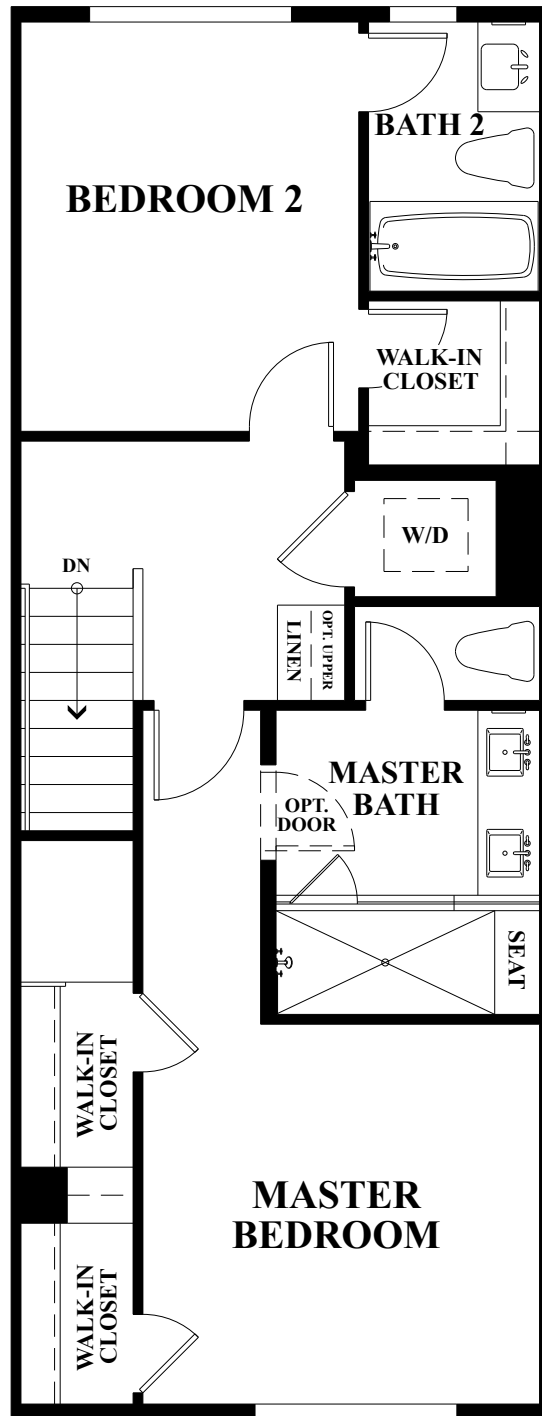 BATH 2
BEDROOM 2
WALK-IN
CLOSET
W/D
DN
OPT. UPPER
LINEN
MASTER
BATH
OPT.
DOOR
SEAT
WALK-IN
CLOSET
MASTER
BEDROOM
WALK-IN
CLOSET